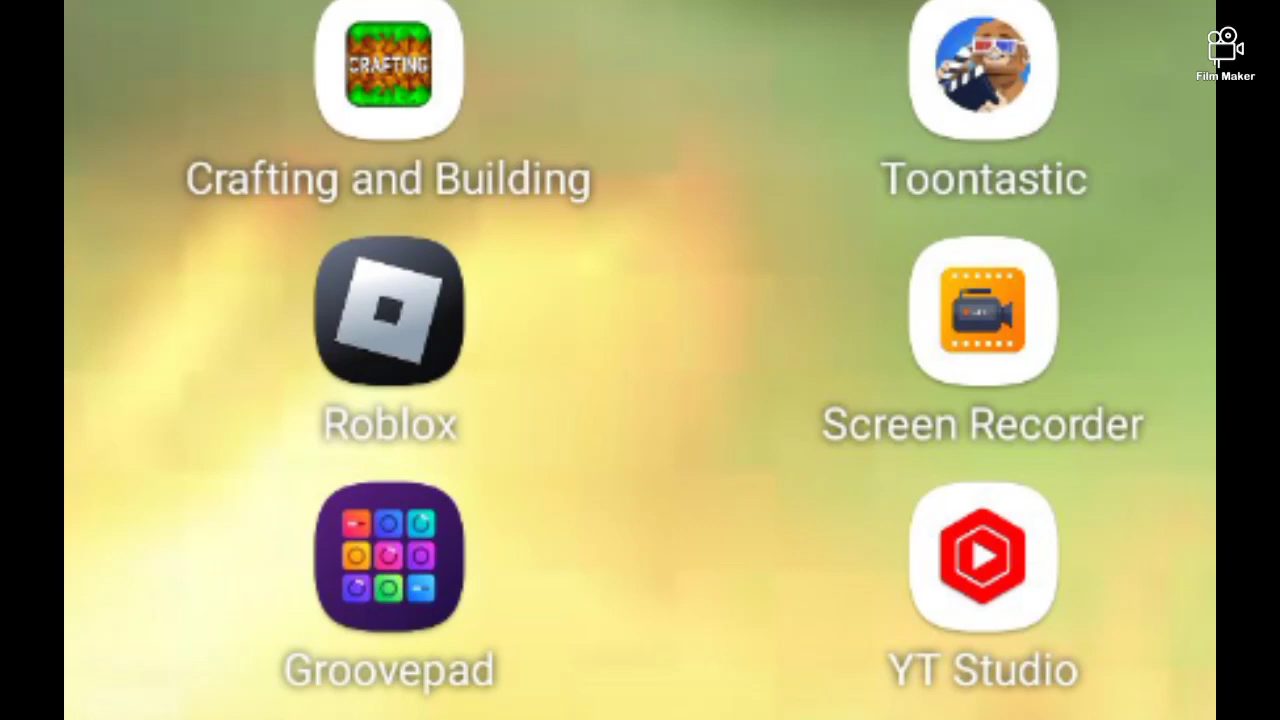 CRAFTING
Film Maker
Crafting and Building
Toontastic
Roblox
Screen Recorder
Groovepad
YT Studio